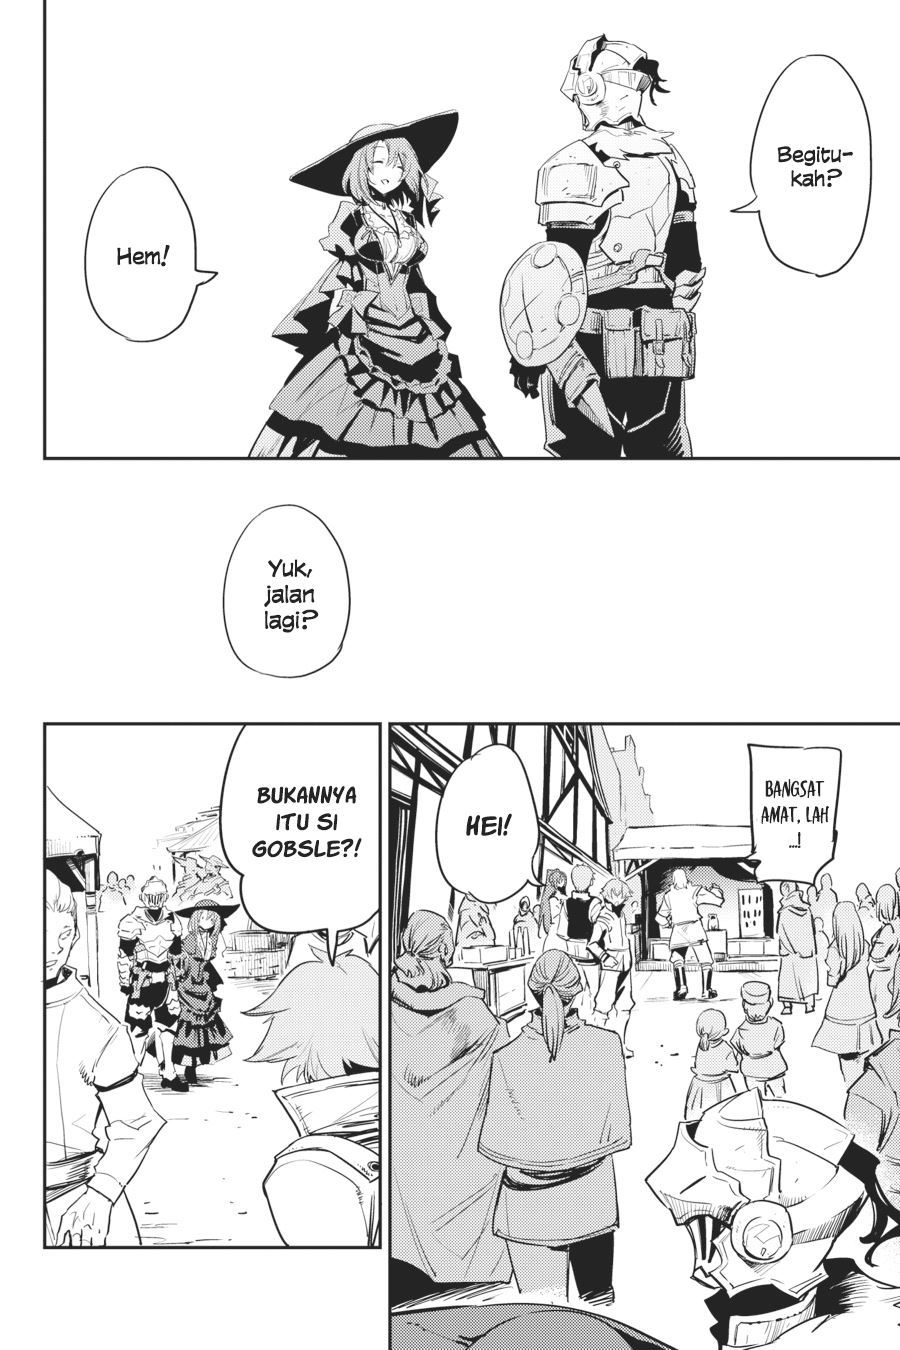 Begitu-
kah?
Hem!
Yuk,
jalan
lagi?
BANGSAT
AMAT, LAH
...!
HEI!
BUKANNYA
ITU SI
GOBSLE?!